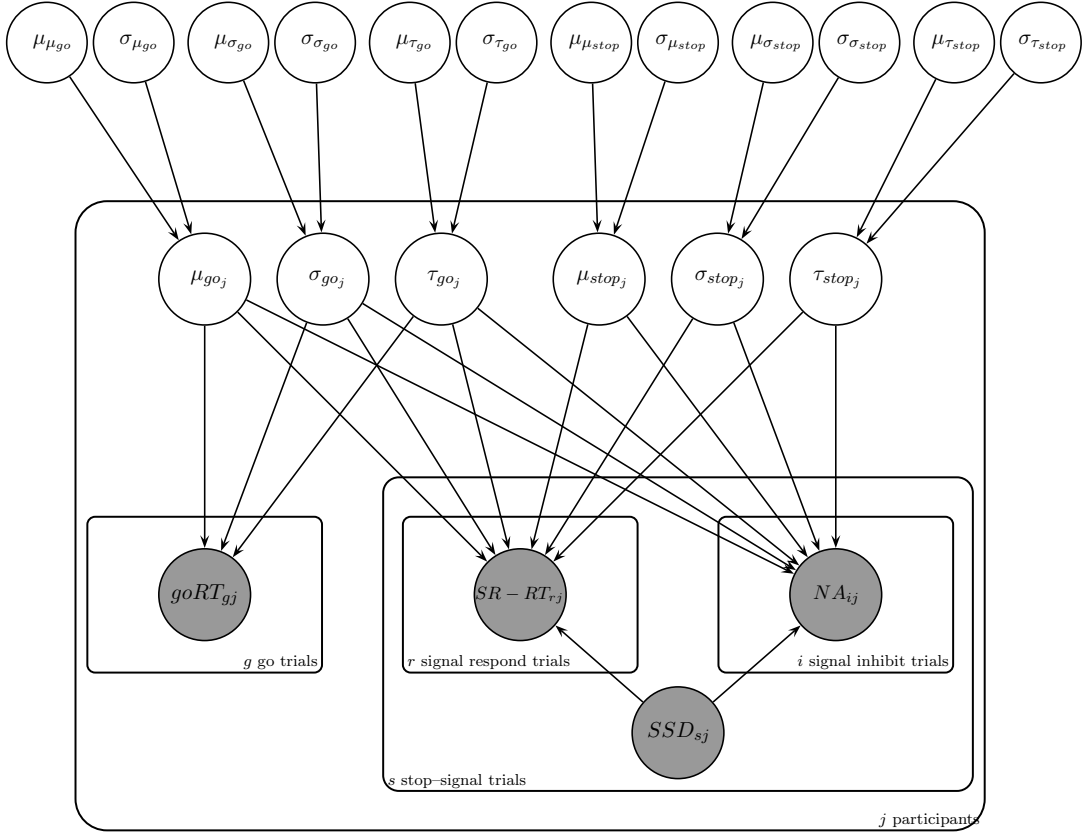 μ_{μ_{go}} σ_{μ_{go}} μ_{σ_{go}} σ_{σ_{go}} μ_{τ_{go}} σ_{τ_{go}} μ_{μ_{stop}} σ_{μ_{stop}} μ_{σ_{stop}} σ_{σ_{stop}} μ_{τ_{stop}} σ_{τ_{stop}}
μ_{go_j} σ_{go_j} τ_{go_j} μ_{stop_j} σ_{stop_j} τ_{stop_j}
goRT_{gj} SR − RT_{rj} NA_{ij}
g go trials r signal respond trials i signal inhibit trials
SSD_{sj}
s stop–signal trials
j participants